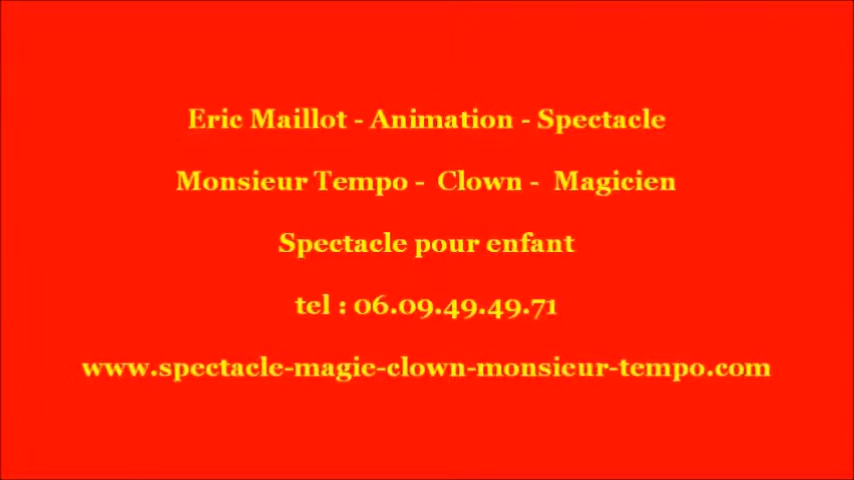 Eric Maillot - Animation - Spectacle
Monsieur Tempo - Clown - Magicien
Spectacle pour enfant
tel : 06.09.49.49.71
www.spectacle-magie-clown-monsieur-tempo.com